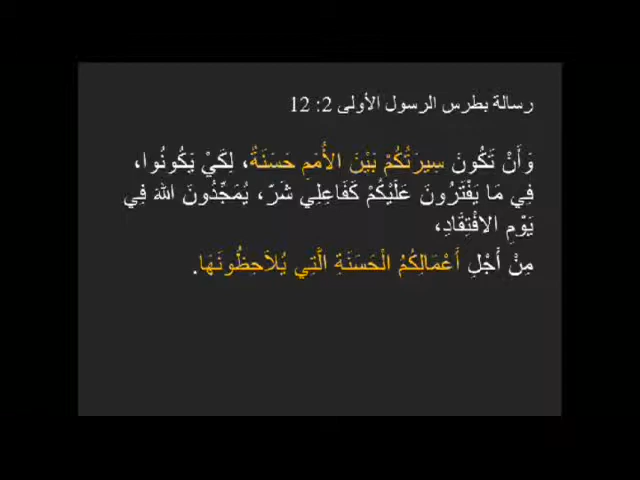 رسالة بطرس الرسول الأولى 2: 12
وَأَنْ تَكُونَ سِيرَتُكُمْ بَيْنَ الأُمَمِ حَسَنَةً، لِكَيْ يَكُونُوا،
فِي مَا يَفْتَرُونَ عَلَيْكُمْ كَفَاعِلِي شَرّ، يُمَجِّدُونَ اللهَ فِي
يَوْمِ الافْتِقَادِ،
مِنْ أَجْلِ أَعْمَالِكُمُ الْحَسَنَةِ الَّتِي يُلاَحِظُونَهَا.